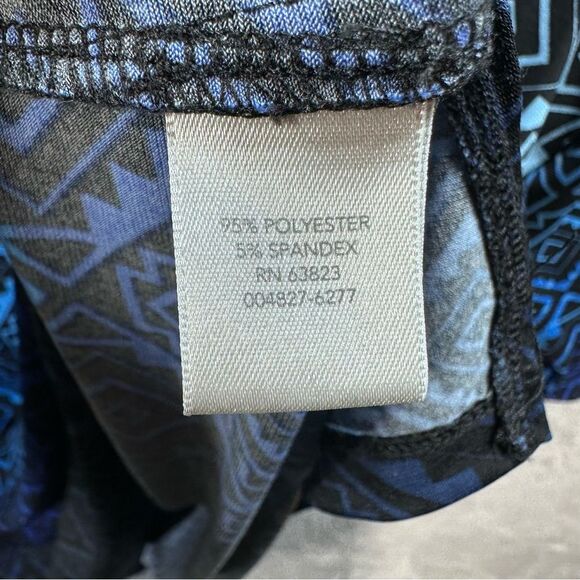 95% POLYESTER
5% SPANDEX
RN 63823
004827-6277